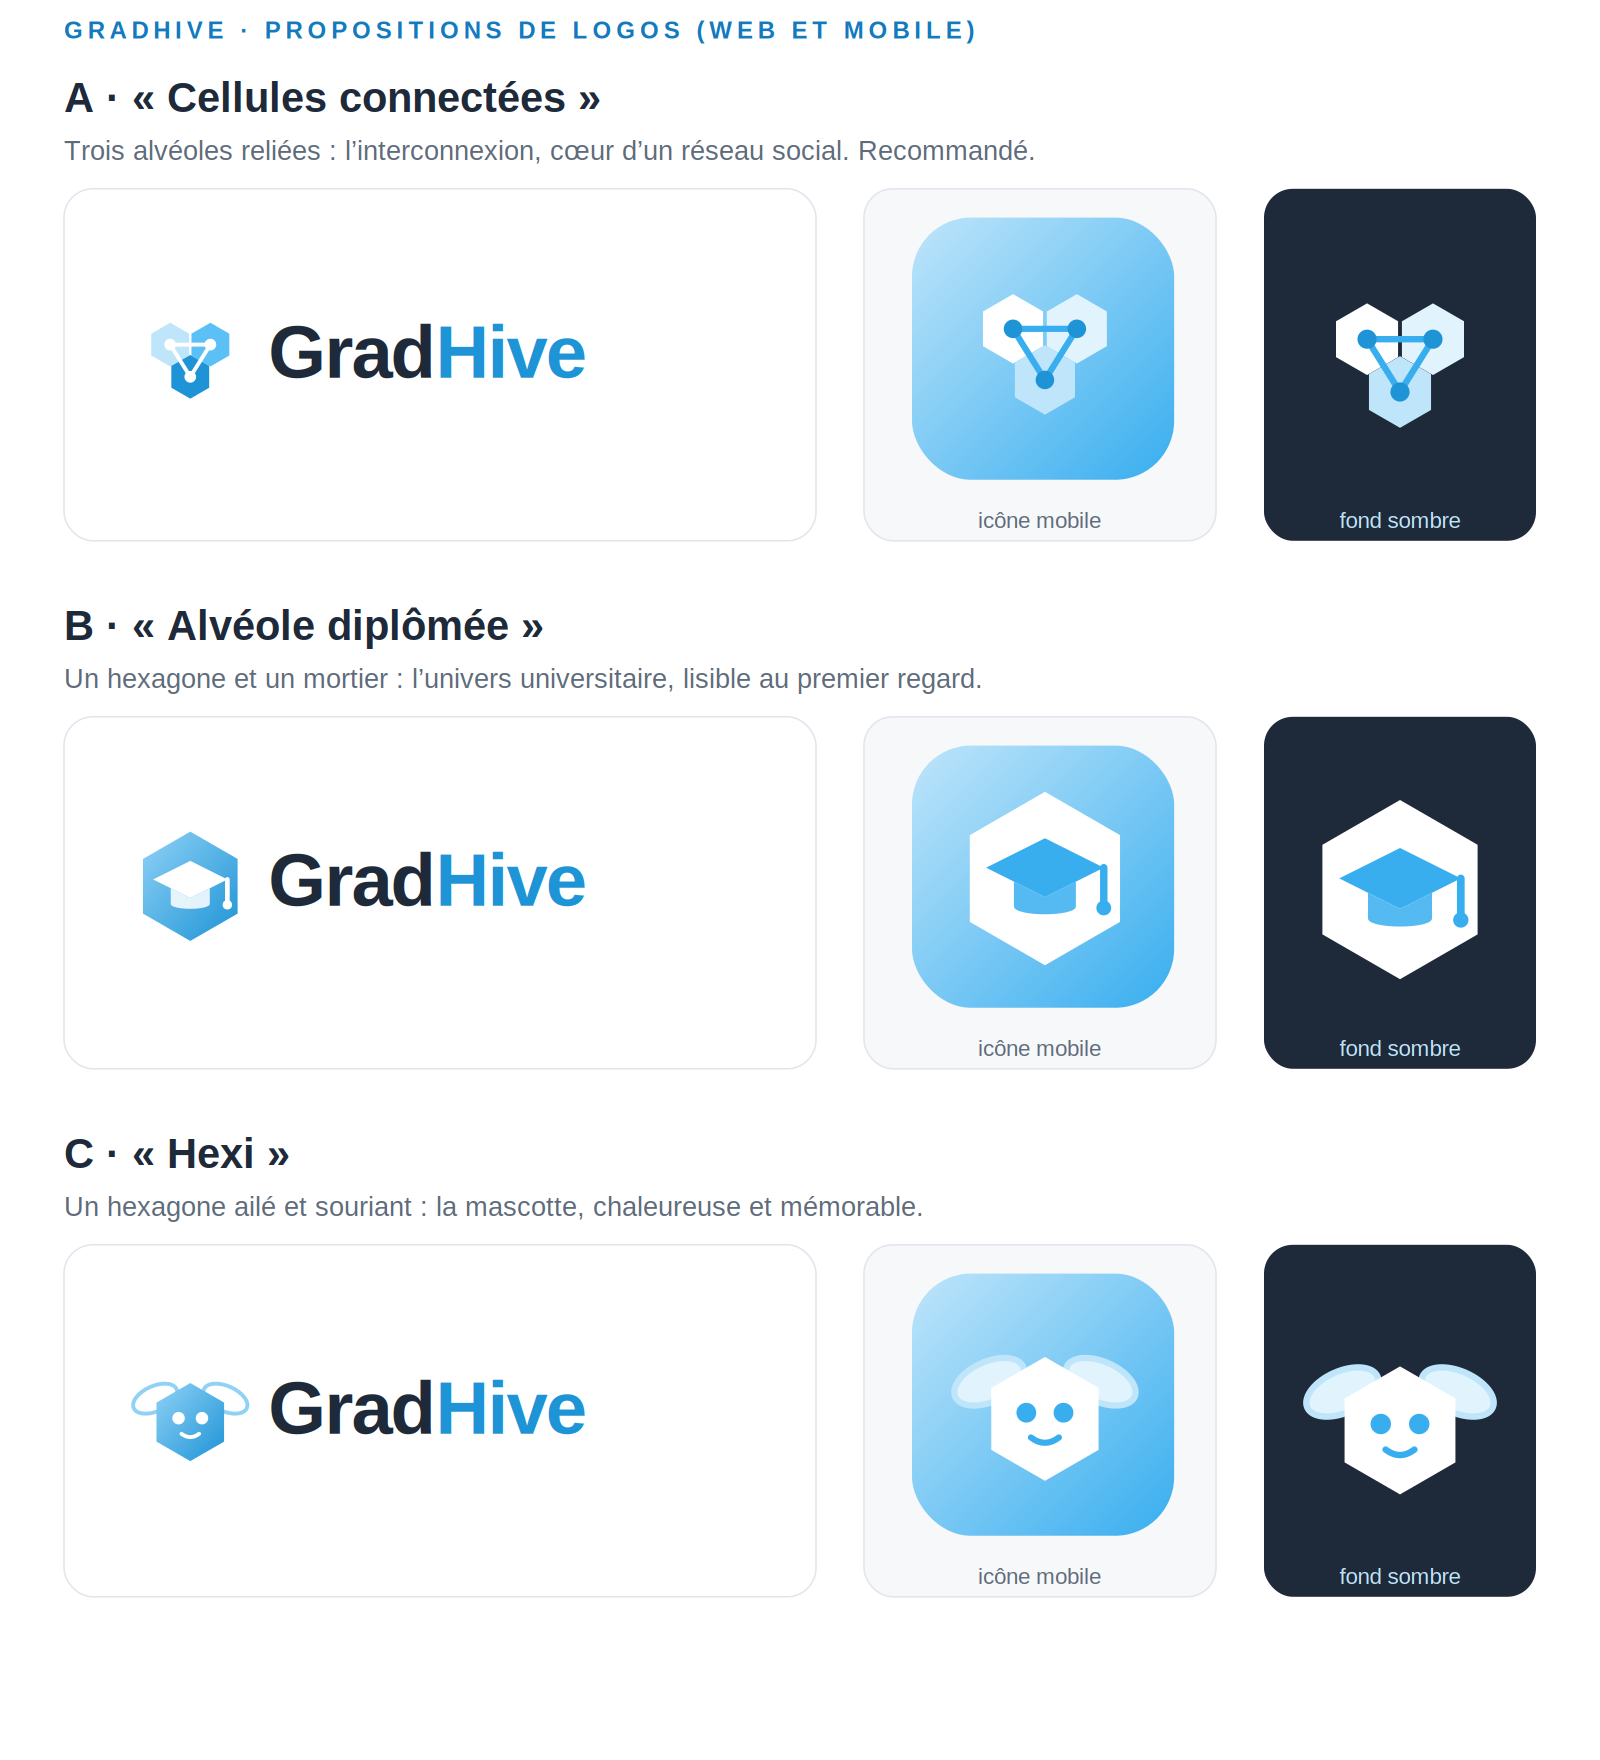 GRADHIVE · PROPOSITIONS DE LOGOS (WEB ET MOBILE)
A · « Cellules connectées »
Trois alvéoles reliées : l’interconnexion, cœur d’un réseau social. Recommandé.
GradHive
icône mobile
fond sombre
B · « Alvéole diplômée »
Un hexagone et un mortier : l’univers universitaire, lisible au premier regard.
GradHive
icône mobile
fond sombre
C · « Hexi »
Un hexagone ailé et souriant : la mascotte, chaleureuse et mémorable.
GradHive
icône mobile
fond sombre